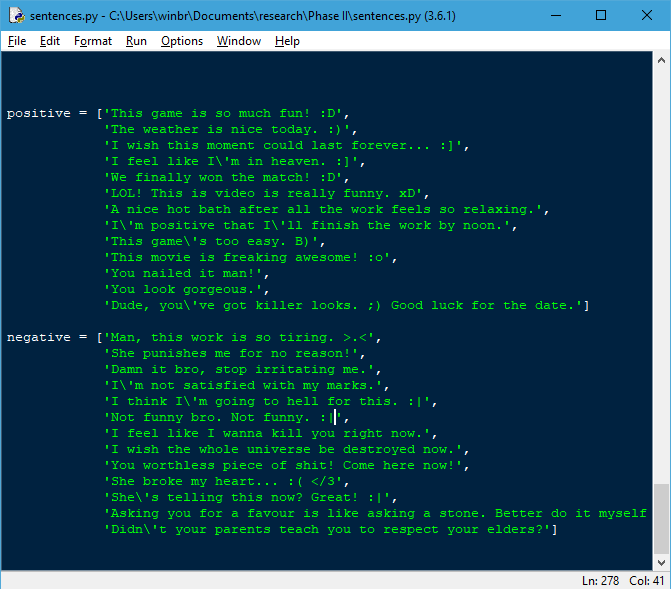 sentences.py - C:\Users\winbr\Documents\research\Phase II\sentences.py (3.6.1)
File Edit Format Run Options Window Help
positive = ['This game is so much fun! :D',
'The weather is nice today. :)',
'I wish this moment could last forever... :]',
'I feel like I\'m in heaven. :]',
'We finally won the match! :D',
'LOL! This is video is really funny. xD',
'A nice hot bath after all the work feels so relaxing.',
'I\'m positive that I\'ll finish the work by noon.',
'This game\'s too easy. B)',
'This movie is freaking awesome! :o',
'You nailed it man!',
'You look gorgeous.',
'Dude, you\'ve got killer looks. ;) Good luck for the date.']
negative = ['Man, this work is so tiring. >.<',
'She punishes me for no reason!',
'Damn it bro, stop irritating me.',
'I\'m not satisfied with my marks.',
'I think I\'m going to hell for this. :|',
'Not funny bro. Not funny. :|',
'I feel like I wanna kill you right now.',
'I wish the whole universe be destroyed now.',
'You worthless piece of shit! Come here now!',
'She broke my heart... :( </3',
'She\'s telling this now? Great! :|',
'Asking you for a favour is like asking a stone. Better do it myself
'Didn\'t your parents teach you to respect your elders?']
Ln: 278 Col: 41